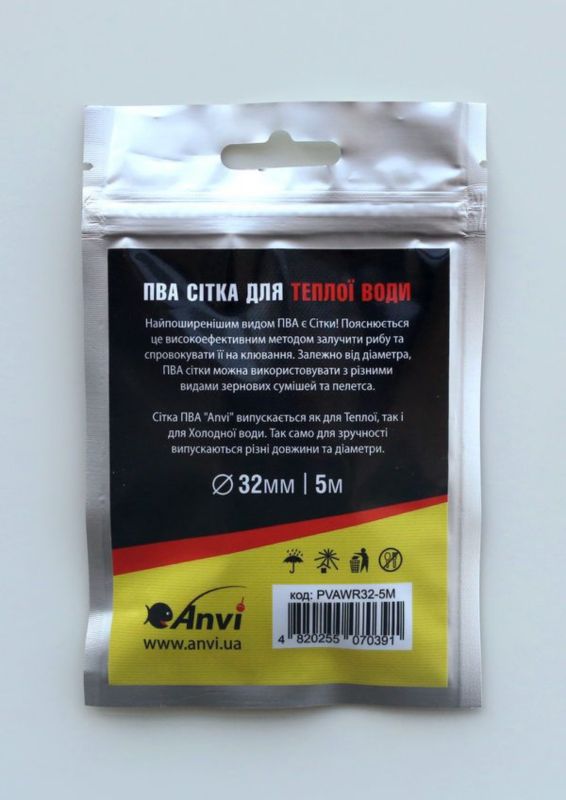 ПВА СІТКА ДЛЯ ТЕПЛОЇ ВОДИ
Найпоширенішим видом ПВА є Сітки! Пояснюється
це високоефективним методом залучити рибу та
спровокувати її на клювання. Залежно від діаметра,
ПВА сітки можна використовувати з різними
видами зернових сумішей та пелетса.
Сітка ПВА "Anvi" випускається як для Теплої, так і
для Холодної води. Так само для зручності
випускаються різні довжини та діаметри.
∅ 32мм | 5м
Anvi
www.anvi.ua
код: PVAWR32-5M
4 820255 070391